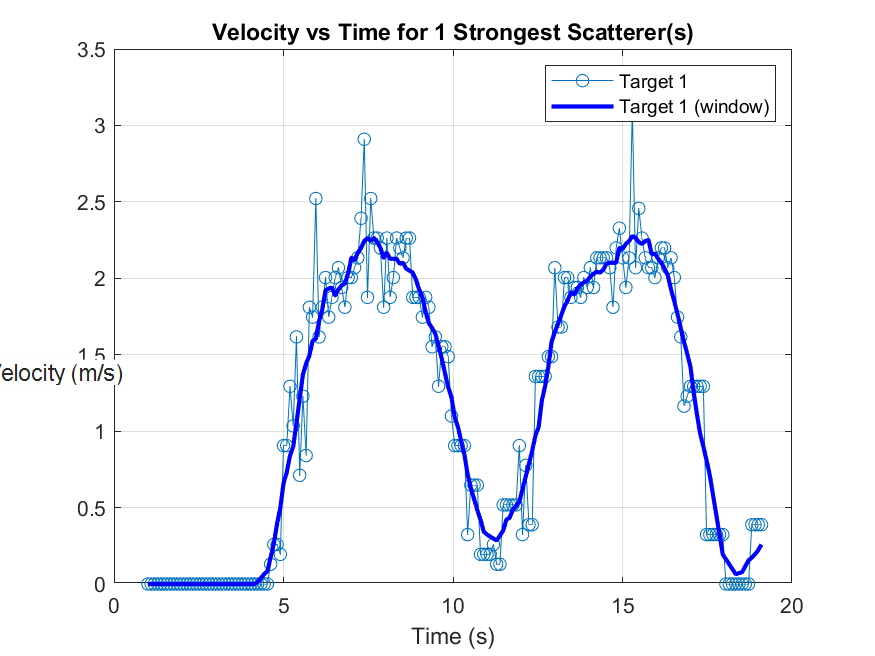 Velocity vs Time for 1 Strongest Scatterer(s)
3.5
Target 1
Target 1 (window)
3
2.5
2
1.5
elocity (m/s)
1
0.5
0
0 5 10 15 20
Time (s)